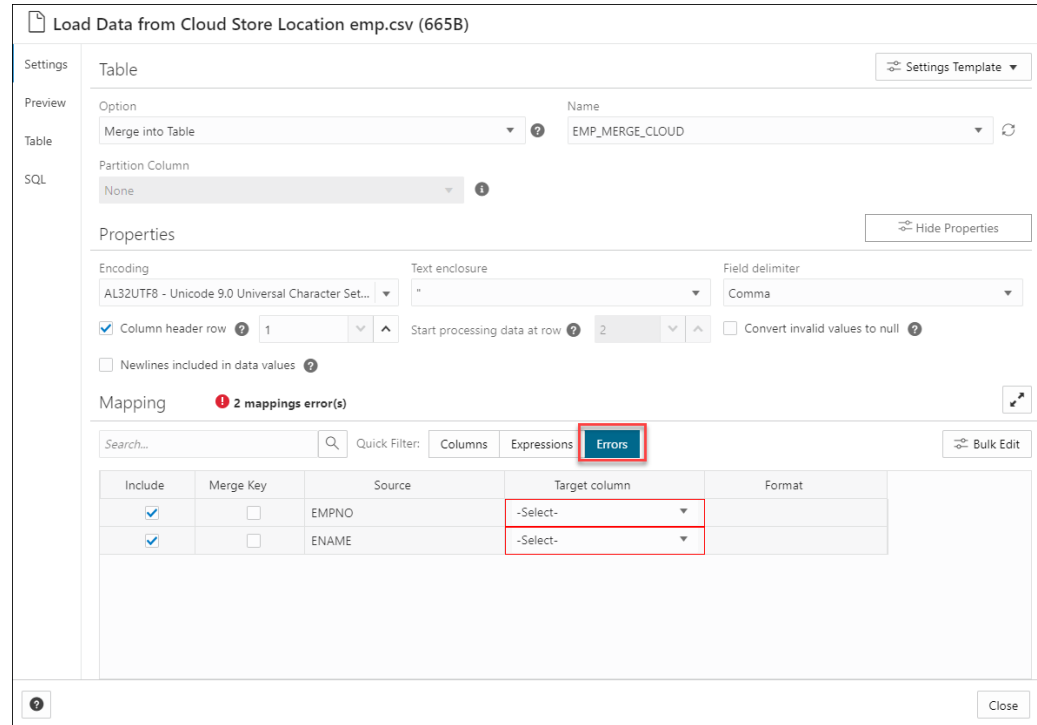 Load Data from Cloud Store Location emp.csv (665B)
Settings
Preview
Table
SQL
Table
Settings Template
Option
Name
Merge into Table
EMP_MERGE_CLOUD
Partition Column
None
Properties
Hide Properties
Encoding
Text enclosure
Field delimiter
AL32UTF8 - Unicode 9.0 Universal Character Set...
"
Comma
Column header row
1
Start processing data at row
2
Convert invalid values to null
Newlines included in data values
Mapping
2 mappings error(s)
Search...
Quick Filter:
Columns
Expressions
Errors
Bulk Edit
Include
Merge Key
Source
Target column
Format
EMPNO
-Select-
ENAME
-Select-
Close